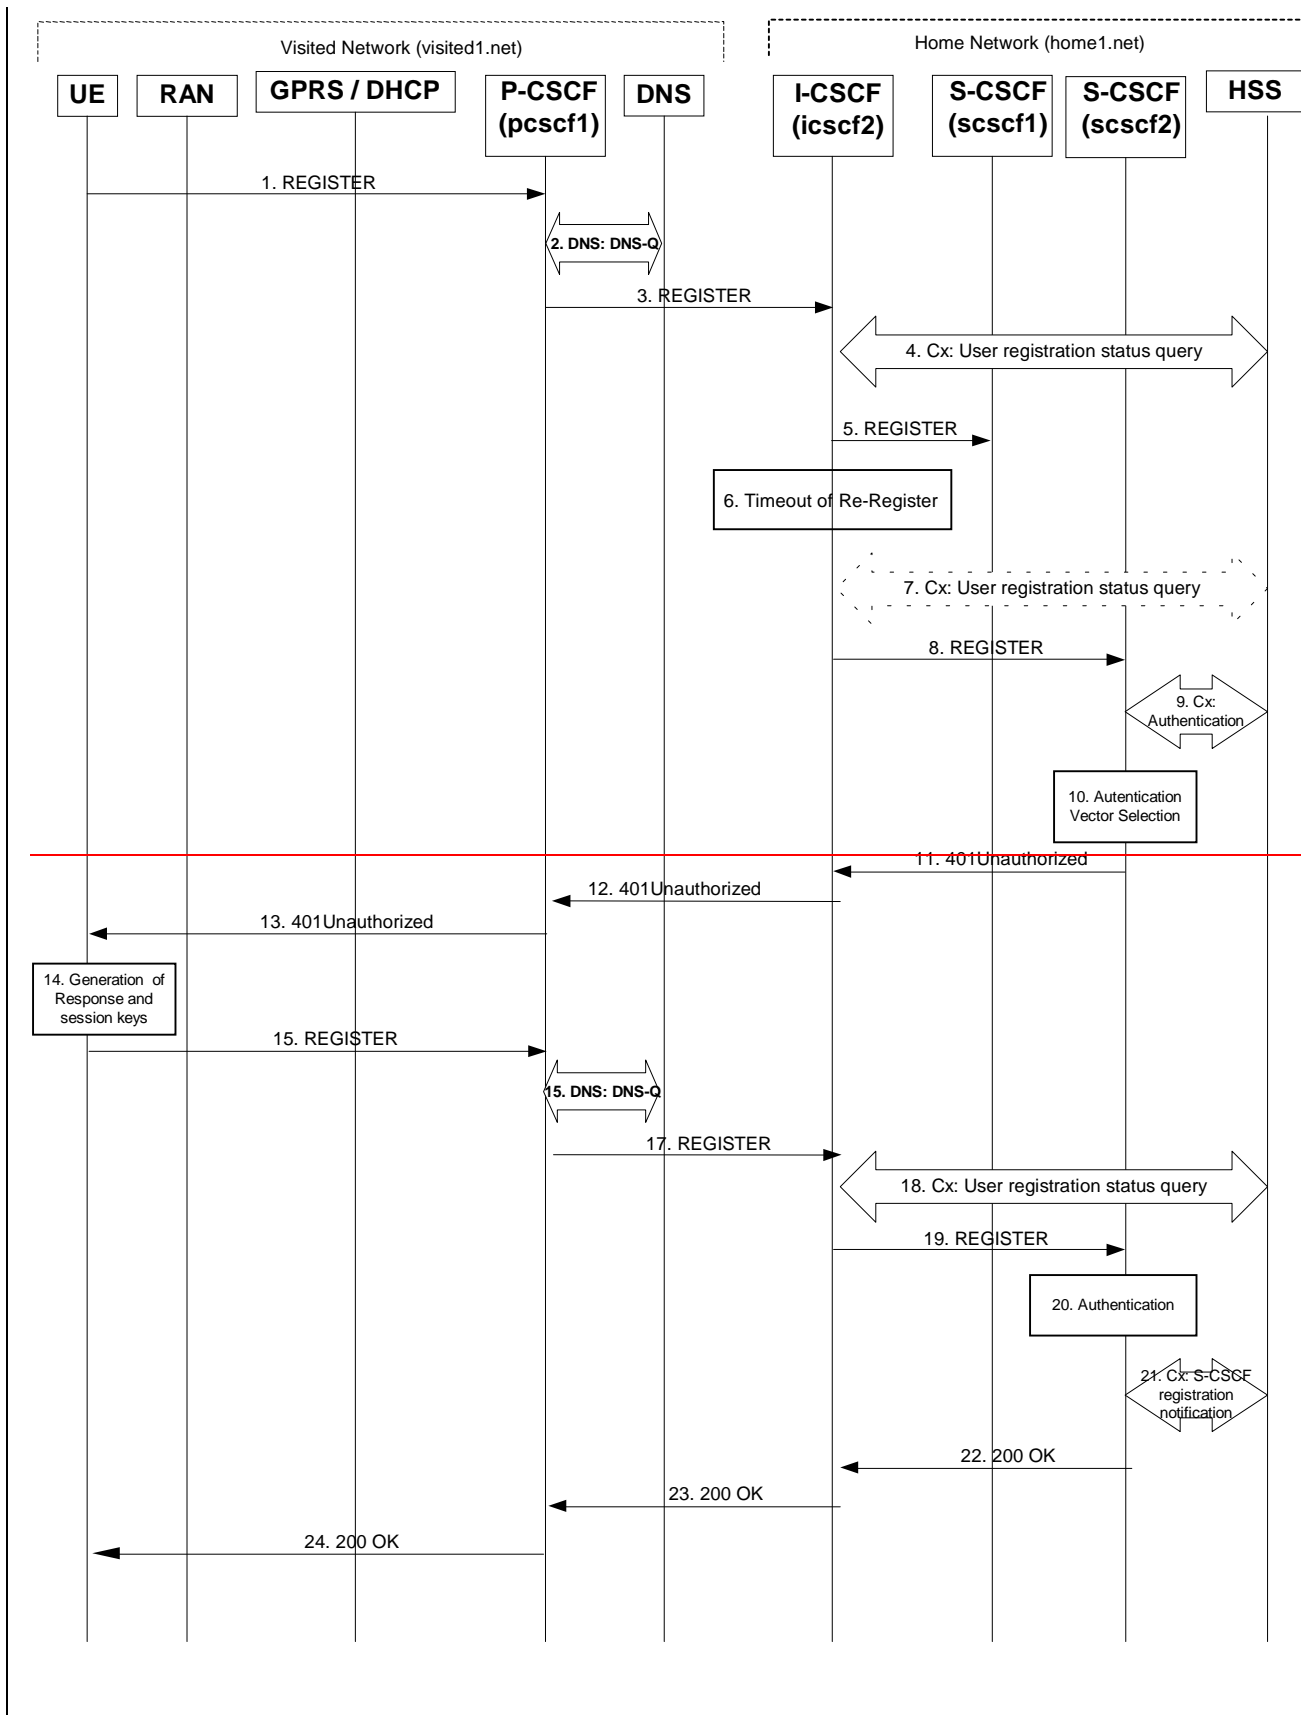 Visited Network (visited1.net)
Home Network (home1.net)
UE
RAN
GPRS / DHCP
P-CSCF
(pcscf1)
DNS
I-CSCF
(icscf2)
S-CSCF
(scscf1)
S-CSCF
(scscf2)
HSS
1. REGISTER
2. DNS: DNS-Q
3. REGISTER
4. Cx: User registration status query
5. REGISTER
6. Timeout of Re-Register
7. Cx: User registration status query
8. REGISTER
9. Cx:
Authentication
10. Autentication
Vector Selection
11. 401Unauthorized
12. 401Unauthorized
13. 401Unauthorized
14. Generation of
Response and
session keys
15. REGISTER
15. DNS: DNS-Q
17. REGISTER
18. Cx: User registration status query
19. REGISTER
20. Authentication
21. Cx: S-CSCF
registration
notification
22. 200 OK
23. 200 OK
24. 200 OK